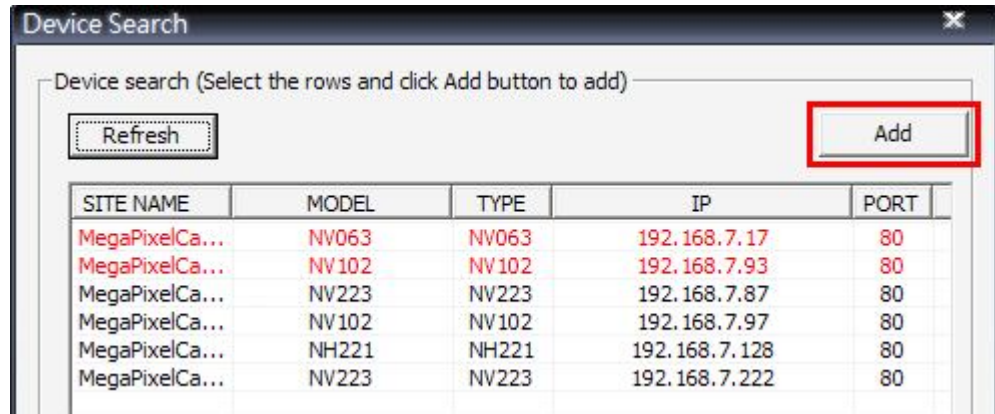 Device Search
Device search (Select the rows and click Add button to add)
Refresh Add
SITE NAME MODEL TYPE IP PORT
MegaPixelCa... NV063 NV063 192.168.7.17 80
MegaPixelCa... NV102 NV102 192.168.7.93 80
MegaPixelCa... NV223 NV223 192.168.7.87 80
MegaPixelCa... NV102 NV102 192.168.7.97 80
MegaPixelCa... NH221 NH221 192.168.7.128 80
MegaPixelCa... NV223 NV223 192.168.7.222 80